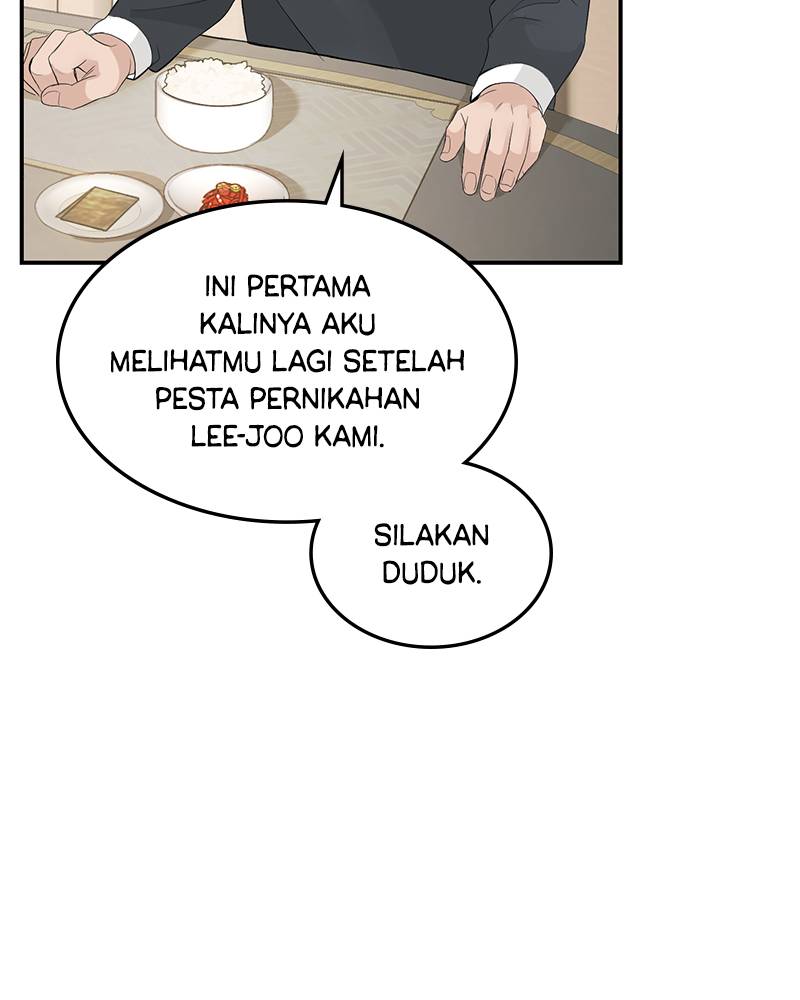 INI PERTAMA
KALINYA AKU
MELIHATMU LAGI SETELAH
PESTA PERNIKAHAN
LEE-JOO KAMI.
SILAKAN
DUDUK.